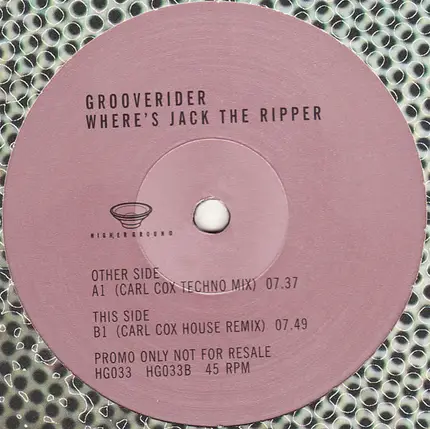 GROOVERIDER
WHERE'S JACK THE RIPPER
HIGHER GROUND
OTHER SIDE
A1 (CARL COX TECHNO MIX) 07.37
THIS SIDE
B1 (CARL COX HOUSE REMIX) 07.49
PROMO ONLY NOT FOR RESALE
HG033 HG033B 45 RPM